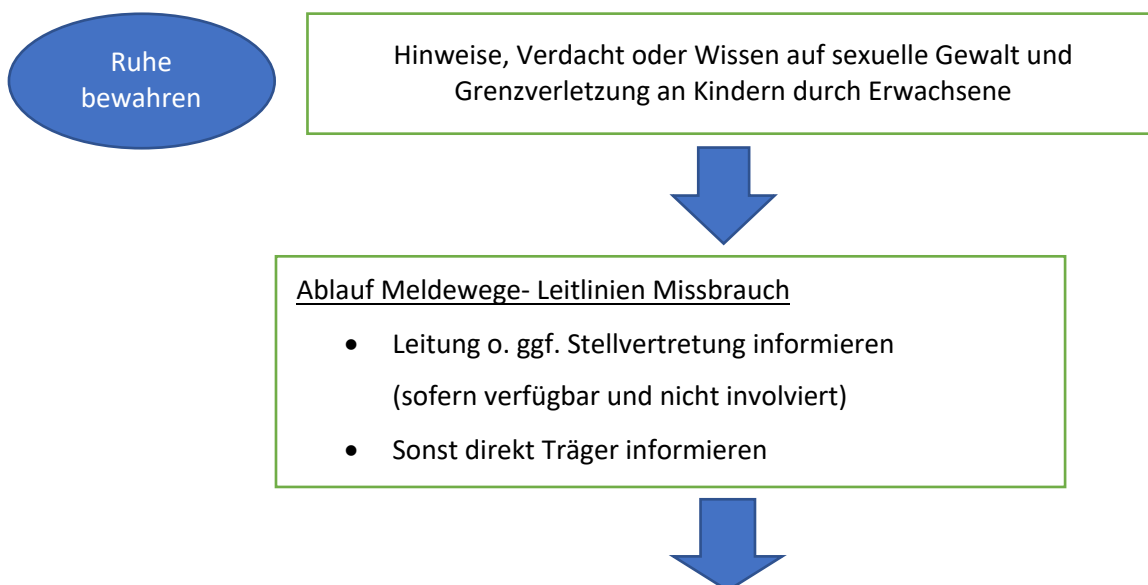 Ruhe
bewahren
Hinweise, Verdacht oder Wissen auf sexuelle Gewalt und
Grenzverletzung an Kindern durch Erwachsene
Ablauf Meldewege- Leitlinien Missbrauch
• Leitung o. ggf. Stellvertretung informieren
(sofern verfügbar und nicht involviert)
• Sonst direkt Träger informieren